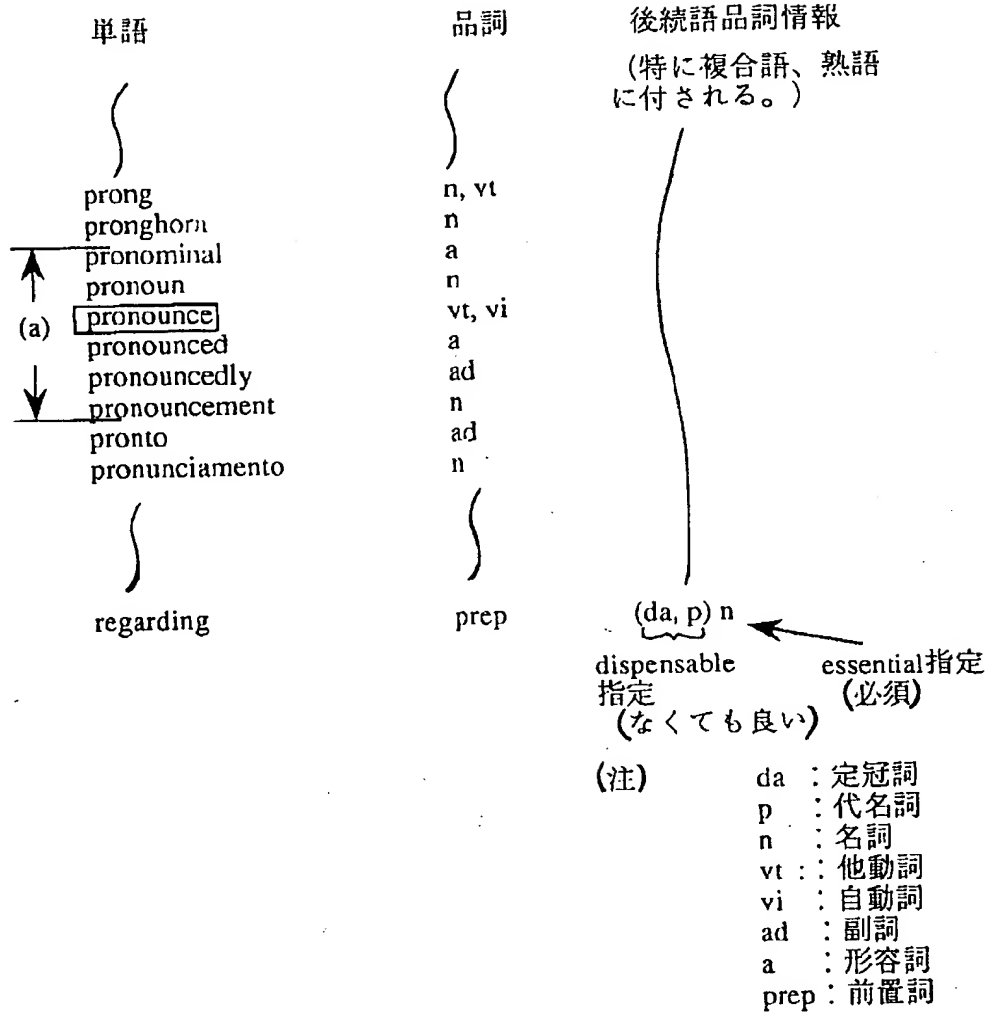 単語 品詞 後続語品詞情報
(特に複合語、熟語
に付される。)
prong n, vt
pronghorn n
pronominal a
pronoun n
(a) pronounce vt, vi
pronounced a
pronouncedly ad
pronouncement n
pronto ad
pronunciamento n
regarding prep (da, p) n
dispensable essential指定
指定 (必須)
(なくても良い)
(注) da :定冠詞
p :代名詞
n :名詞
vt ::他動詞
vi :自動詞
ad :副詞
a :形容詞
prep:前置詞